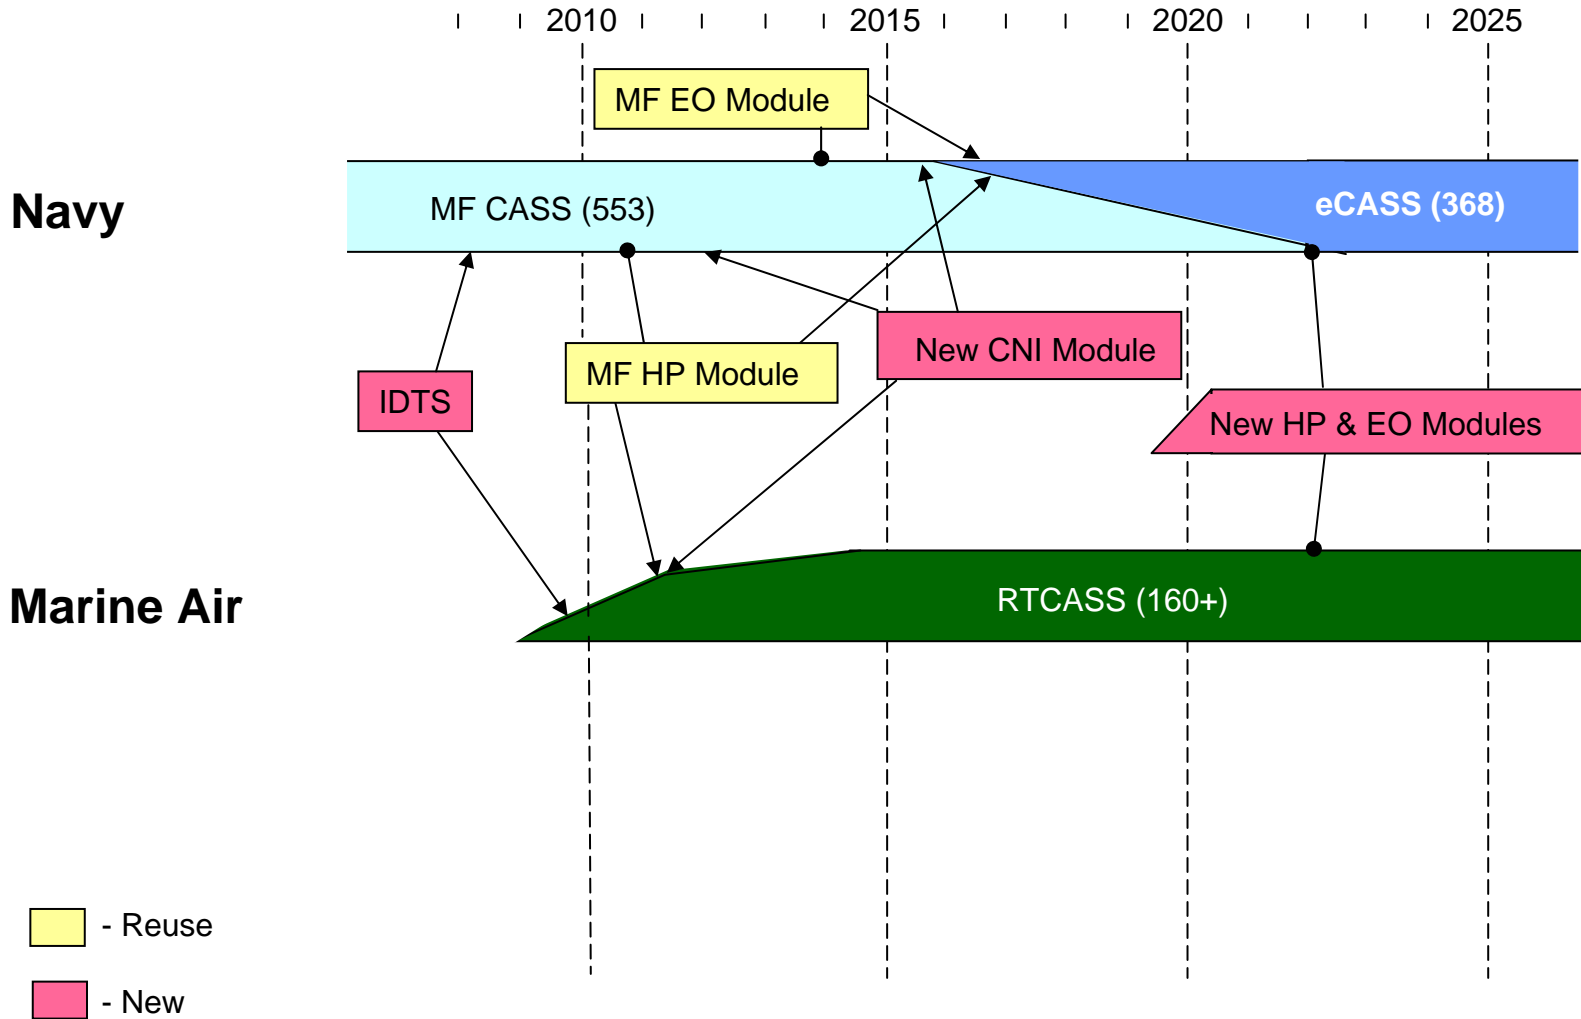 2010 2015 2020 2025
MF EO Module
Navy
MF CASS (553)
eCASS (368)
New CNI Module
MF HP Module
IDTS
New HP & EO Modules
Marine Air
RTCASS (160+)
- Reuse
- New